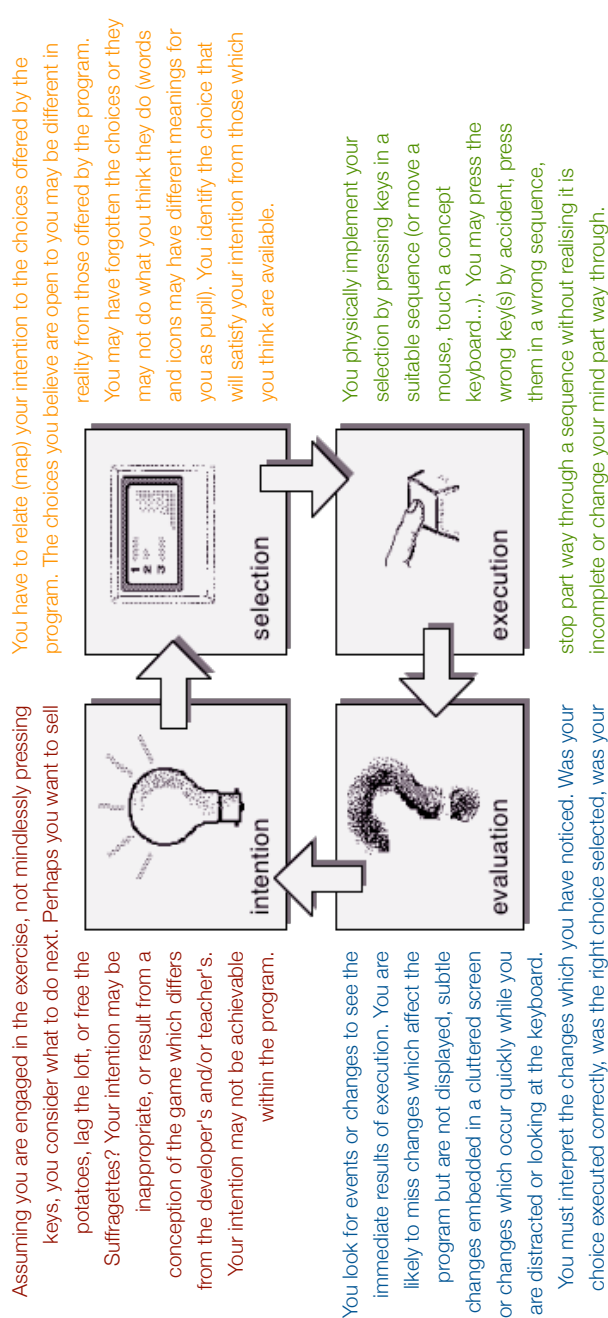 Assuming you are engaged in the exercise, not mindlessly pressing
keys, you consider what to do next. Perhaps you want to sell
potatoes, lag the loft, or free the
Suffragettes? Your intention may be
inappropriate, or result from a
conception of the game which differs
from the developer's and/or teacher's.
Your intention may not be achievable
within the program.
intention
You have to relate (map) your intention to the choices offered by the
program. The choices you believe are open to you may be different in
reality from those offered by the program.
You may have forgotten the choices or they
may not do what you think they do (words
and icons may have different meanings for
you as pupil). You identify the choice that
will satisfy your intention from those which
you think are available.
1
2
3
selection
You look for events or changes to see the
immediate results of execution. You are
likely to miss changes which affect the
program but are not displayed, subtle
changes embedded in a cluttered screen
or changes which occur quickly while you
are distracted or looking at the keyboard.
You must interpret the changes which you have noticed. Was your
choice executed correctly, was the right choice selected, was your
evaluation
You physically implement your
selection by pressing keys in a
suitable sequence (or move a
mouse, touch a concept
keyboard...). You may press the
wrong key(s) by accident, press
them in a wrong sequence,
stop part way through a sequence without realising it is
incomplete or change your mind part way through.
execution